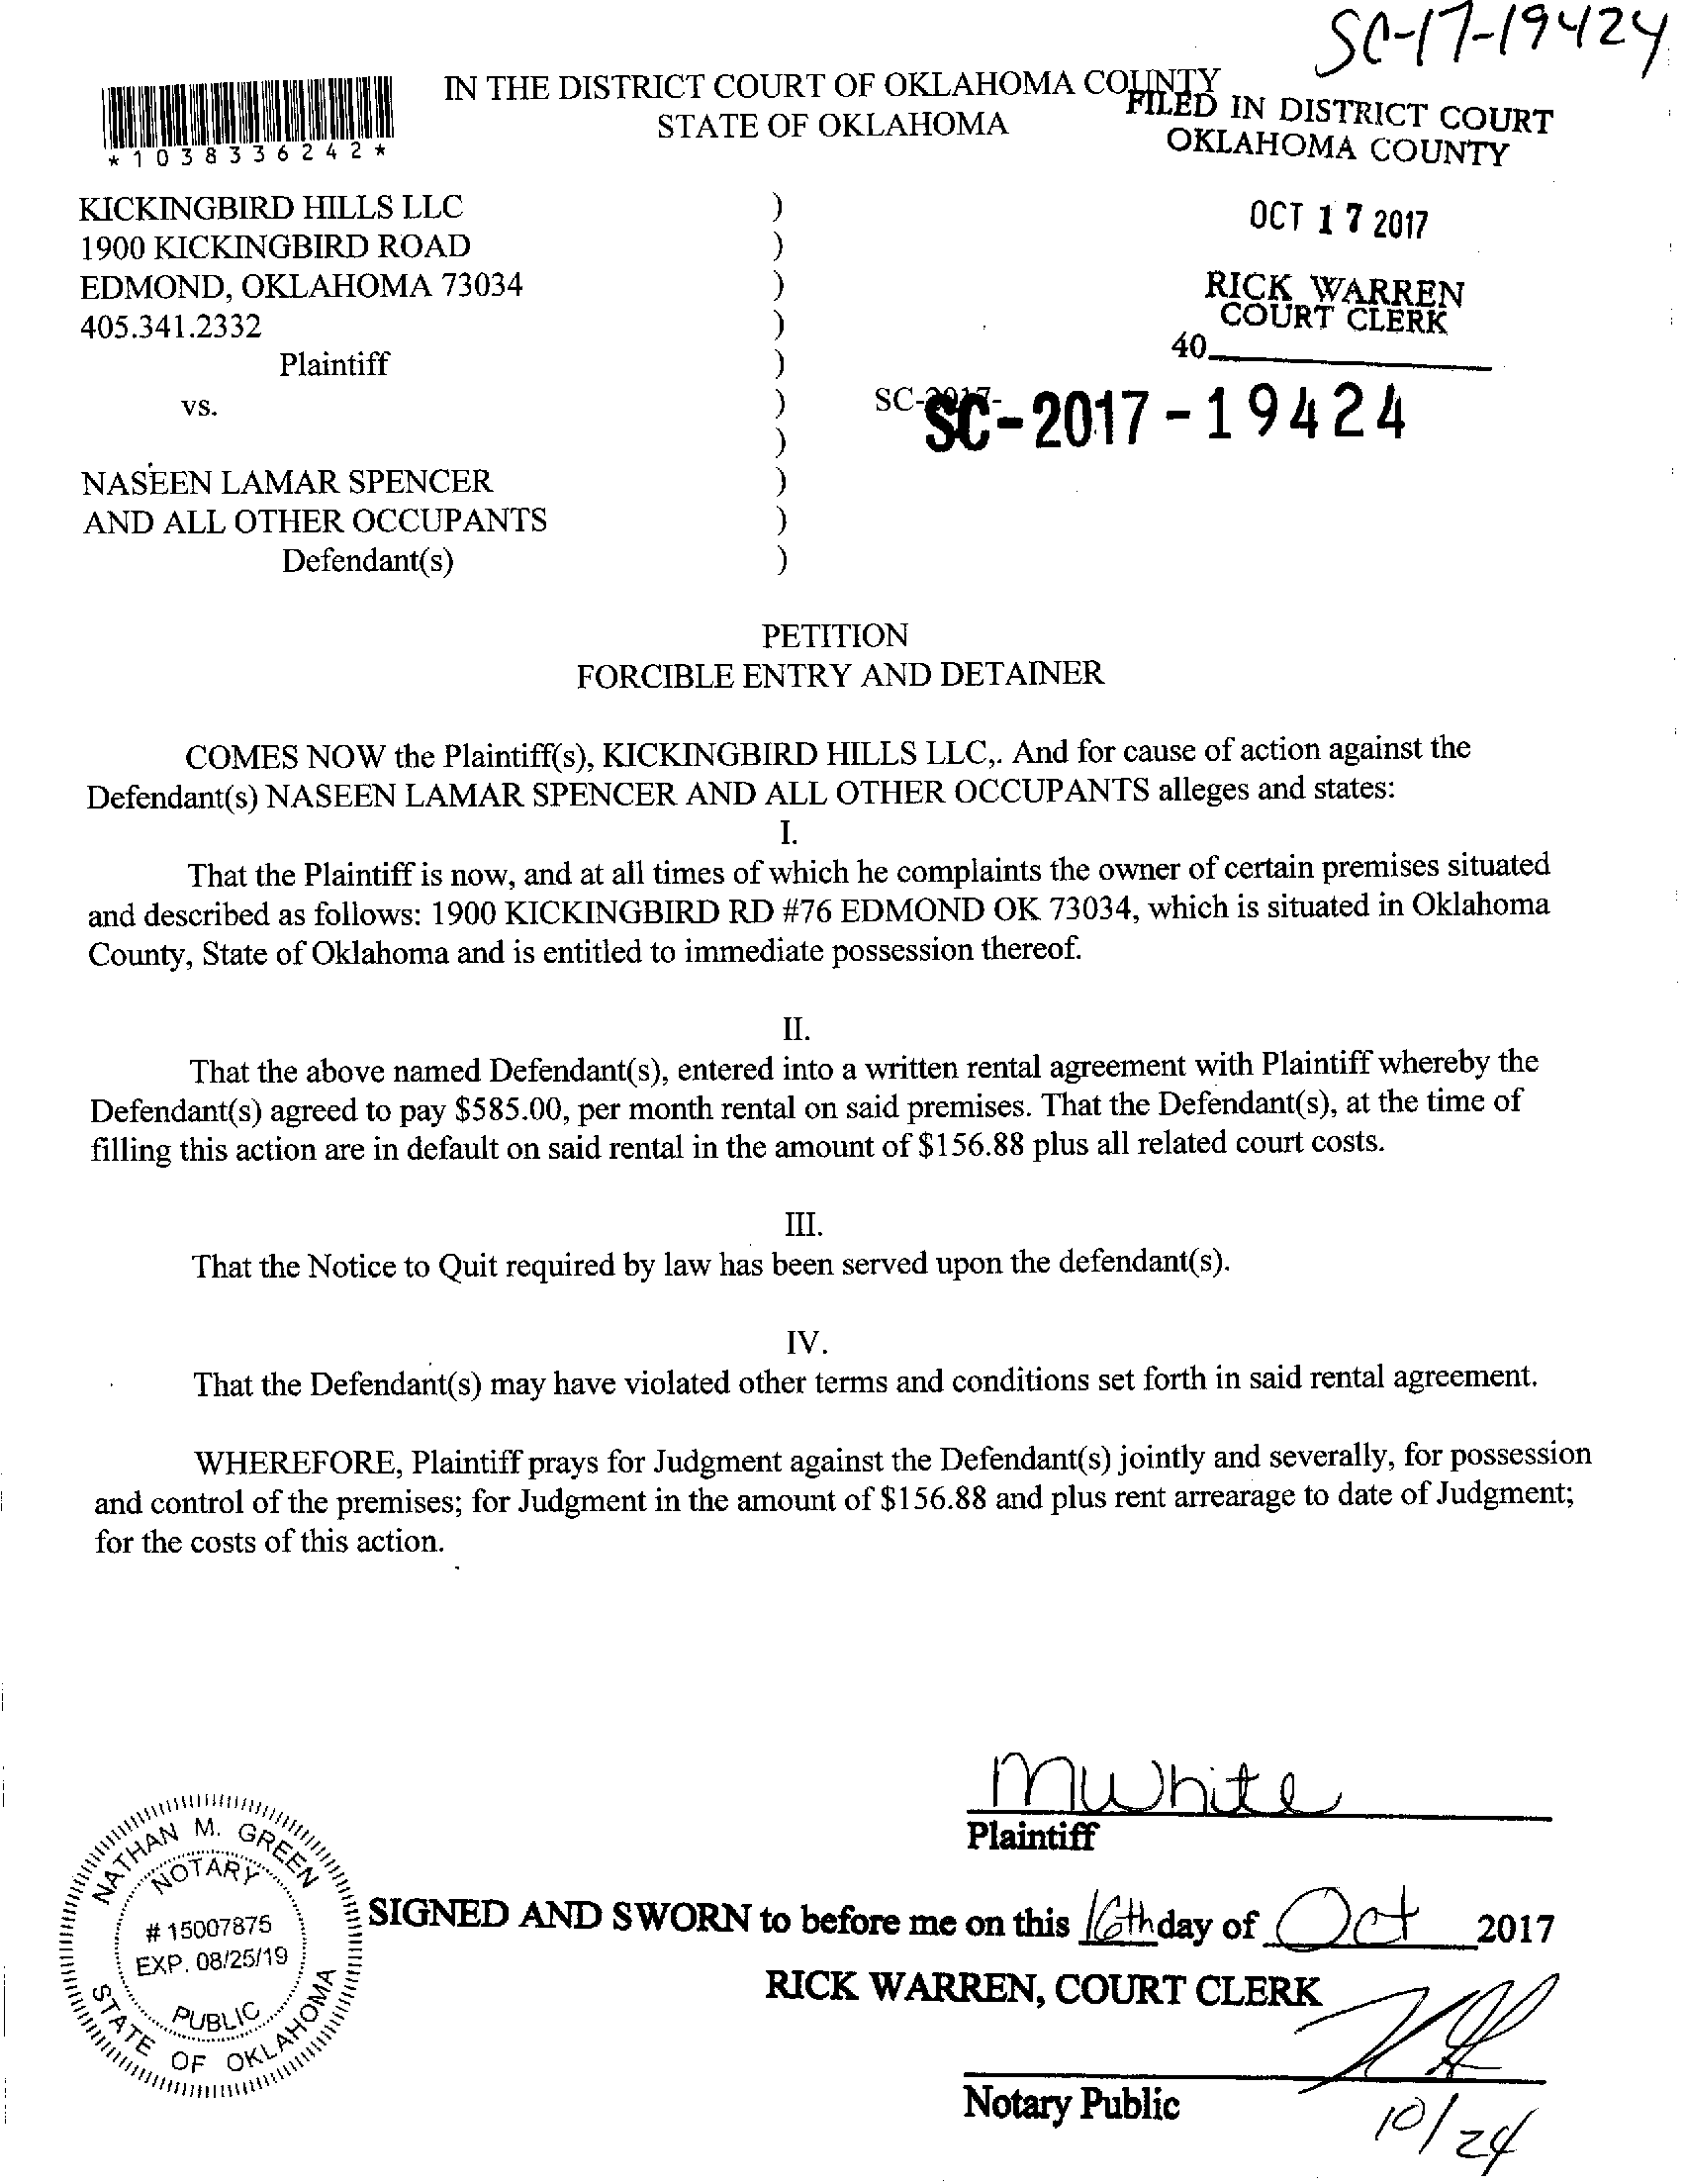 SC-17-19424
IN THE DISTRICT COURT OF OKLAHOMA COUNTY
STATE OF OKLAHOMA
FILED IN DISTRICT COURT
OKLAHOMA COUNTY
*1038336242*
OCT 17 2017
RICK WARREN
COURT CLERK
40
KICKINGBIRD HILLS LLC )
1900 KICKINGBIRD ROAD )
EDMOND, OKLAHOMA 73034 )
405.341.2332 )
Plaintiff )
vs. ) SC-2017-
SC-2017-19424
)
NASEEN LAMAR SPENCER )
AND ALL OTHER OCCUPANTS )
Defendant(s) )
PETITION
FORCIBLE ENTRY AND DETAINER
COMES NOW the Plaintiff(s), KICKINGBIRD HILLS LLC,. And for cause of action against the
Defendant(s) NASEEN LAMAR SPENCER AND ALL OTHER OCCUPANTS alleges and states:
I.
That the Plaintiff is now, and at all times of which he complaints the owner of certain premises situated
and described as follows: 1900 KICKINGBIRD RD #76 EDMOND OK 73034, which is situated in Oklahoma
County, State of Oklahoma and is entitled to immediate possession thereof.
II.
That the above named Defendant(s), entered into a written rental agreement with Plaintiff whereby the
Defendant(s) agreed to pay $585.00, per month rental on said premises. That the Defendant(s), at the time of
filling this action are in default on said rental in the amount of $156.88 plus all related court costs.
III.
That the Notice to Quit required by law has been served upon the defendant(s).
IV.
That the Defendant(s) may have violated other terms and conditions set forth in said rental agreement.
WHEREFORE, Plaintiff prays for Judgment against the Defendant(s) jointly and severally, for possession
and control of the premises; for Judgment in the amount of $156.88 and plus rent arrearage to date of Judgment;
for the costs of this action.
MWhite
Plaintiff
NATHAN M. GREEN
NOTARY
# 15007875
EXP. 08/25/19
PUBLIC
STATE OF OKLAHOMA
SIGNED AND SWORN to before me on this 16th day of Oct 2017
RICK WARREN, COURT CLERK
Notary Public
10/24